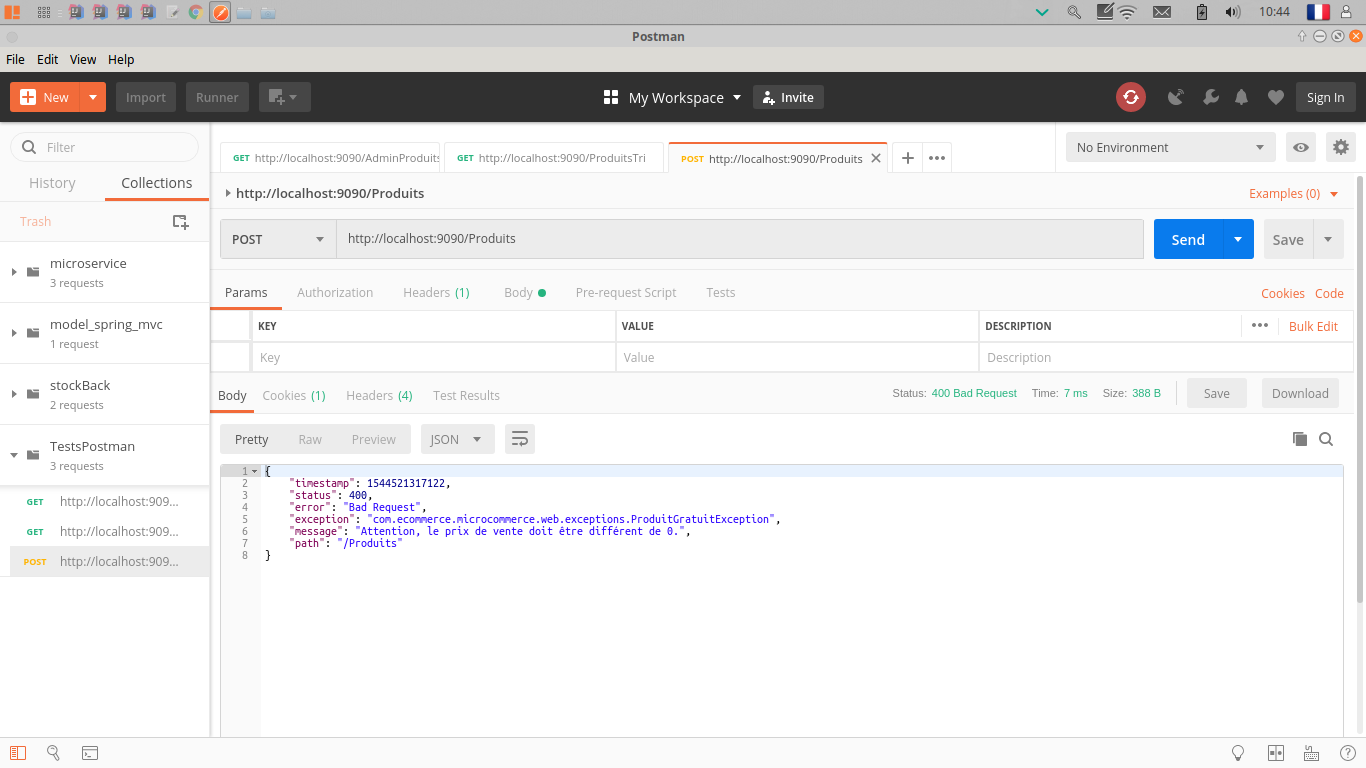 10:44
Postman
File Edit View Help
New Import Runner My Workspace Invite Sign In
Filter
History Collections
Trash
microservice
3 requests
model_spring_mvc
1 request
stockBack
2 requests
TestsPostman
3 requests
GET http://localhost:909...
GET http://localhost:909...
POST http://localhost:909...
GET http://localhost:9090/AdminProduits GET http://localhost:9090/ProduitsTri POST http://localhost:9090/Produits
No Environment
http://localhost:9090/Produits Examples (0)
POST http://localhost:9090/Produits Send Save
Params Authorization Headers (1) Body Pre-request Script Tests Cookies Code
KEY VALUE DESCRIPTION Bulk Edit
Key Value Description
Body Cookies (1) Headers (4) Test Results Status: 400 Bad Request Time: 7 ms Size: 388 B Save Download
Pretty Raw Preview JSON
1 {
2 "timestamp": 1544521317122,
3 "status": 400,
4 "error": "Bad Request",
5 "exception": "com.ecommerce.microcommerce.web.exceptions.ProduitGratuitException",
6 "message": "Attention, le prix de vente doit être différent de 0.",
7 "path": "/Produits"
8 }